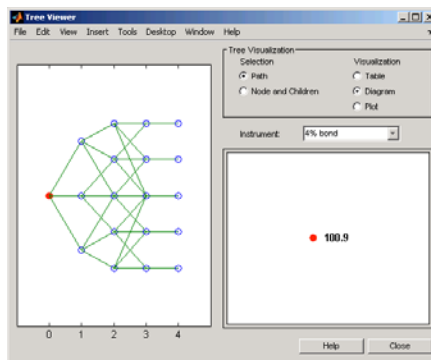 Tree Viewer
File Edit View Insert Tools Desktop Window Help
Tree Visualization
Selection
Visualization
Path
Table
Node and Children
Diagram
Plot
Instrument: 4% bond
100.9
0 1 2 3 4
Help Close